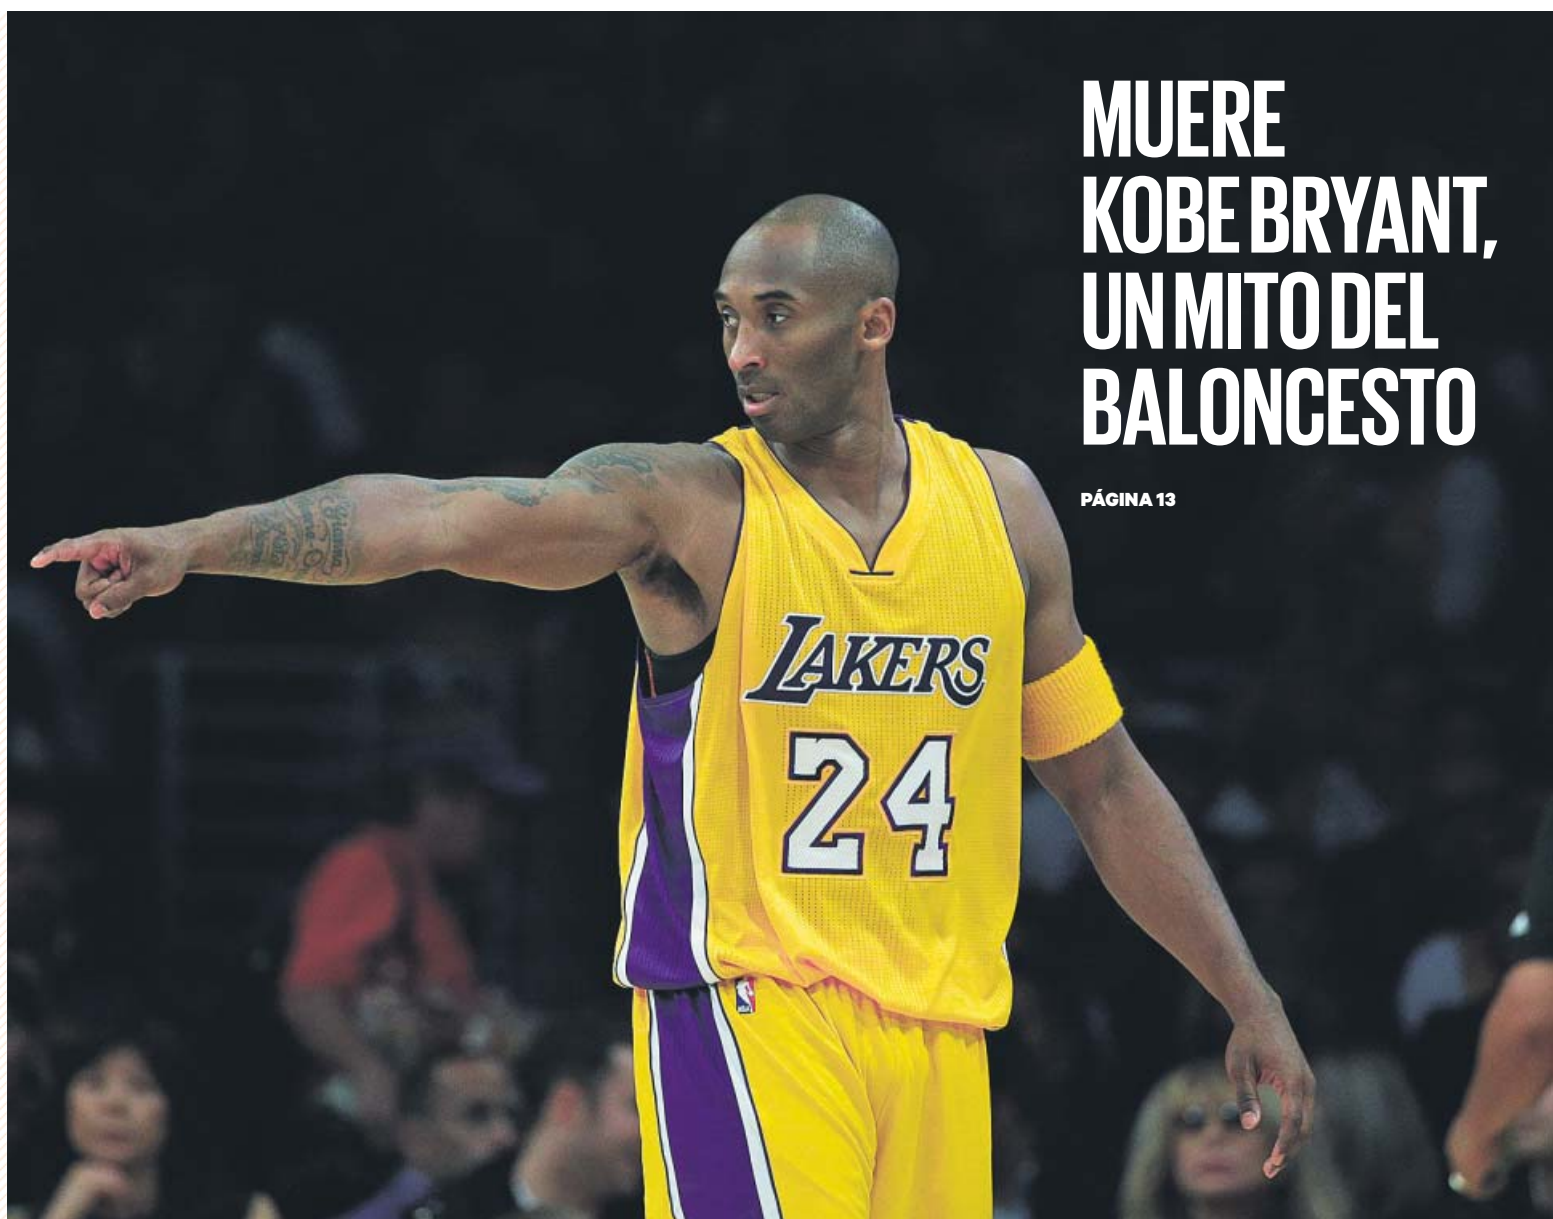 MUERE
KOBE BRYANT,
UN MITO DEL
BALONCESTO
PÁGINA 13
LAKERS
24